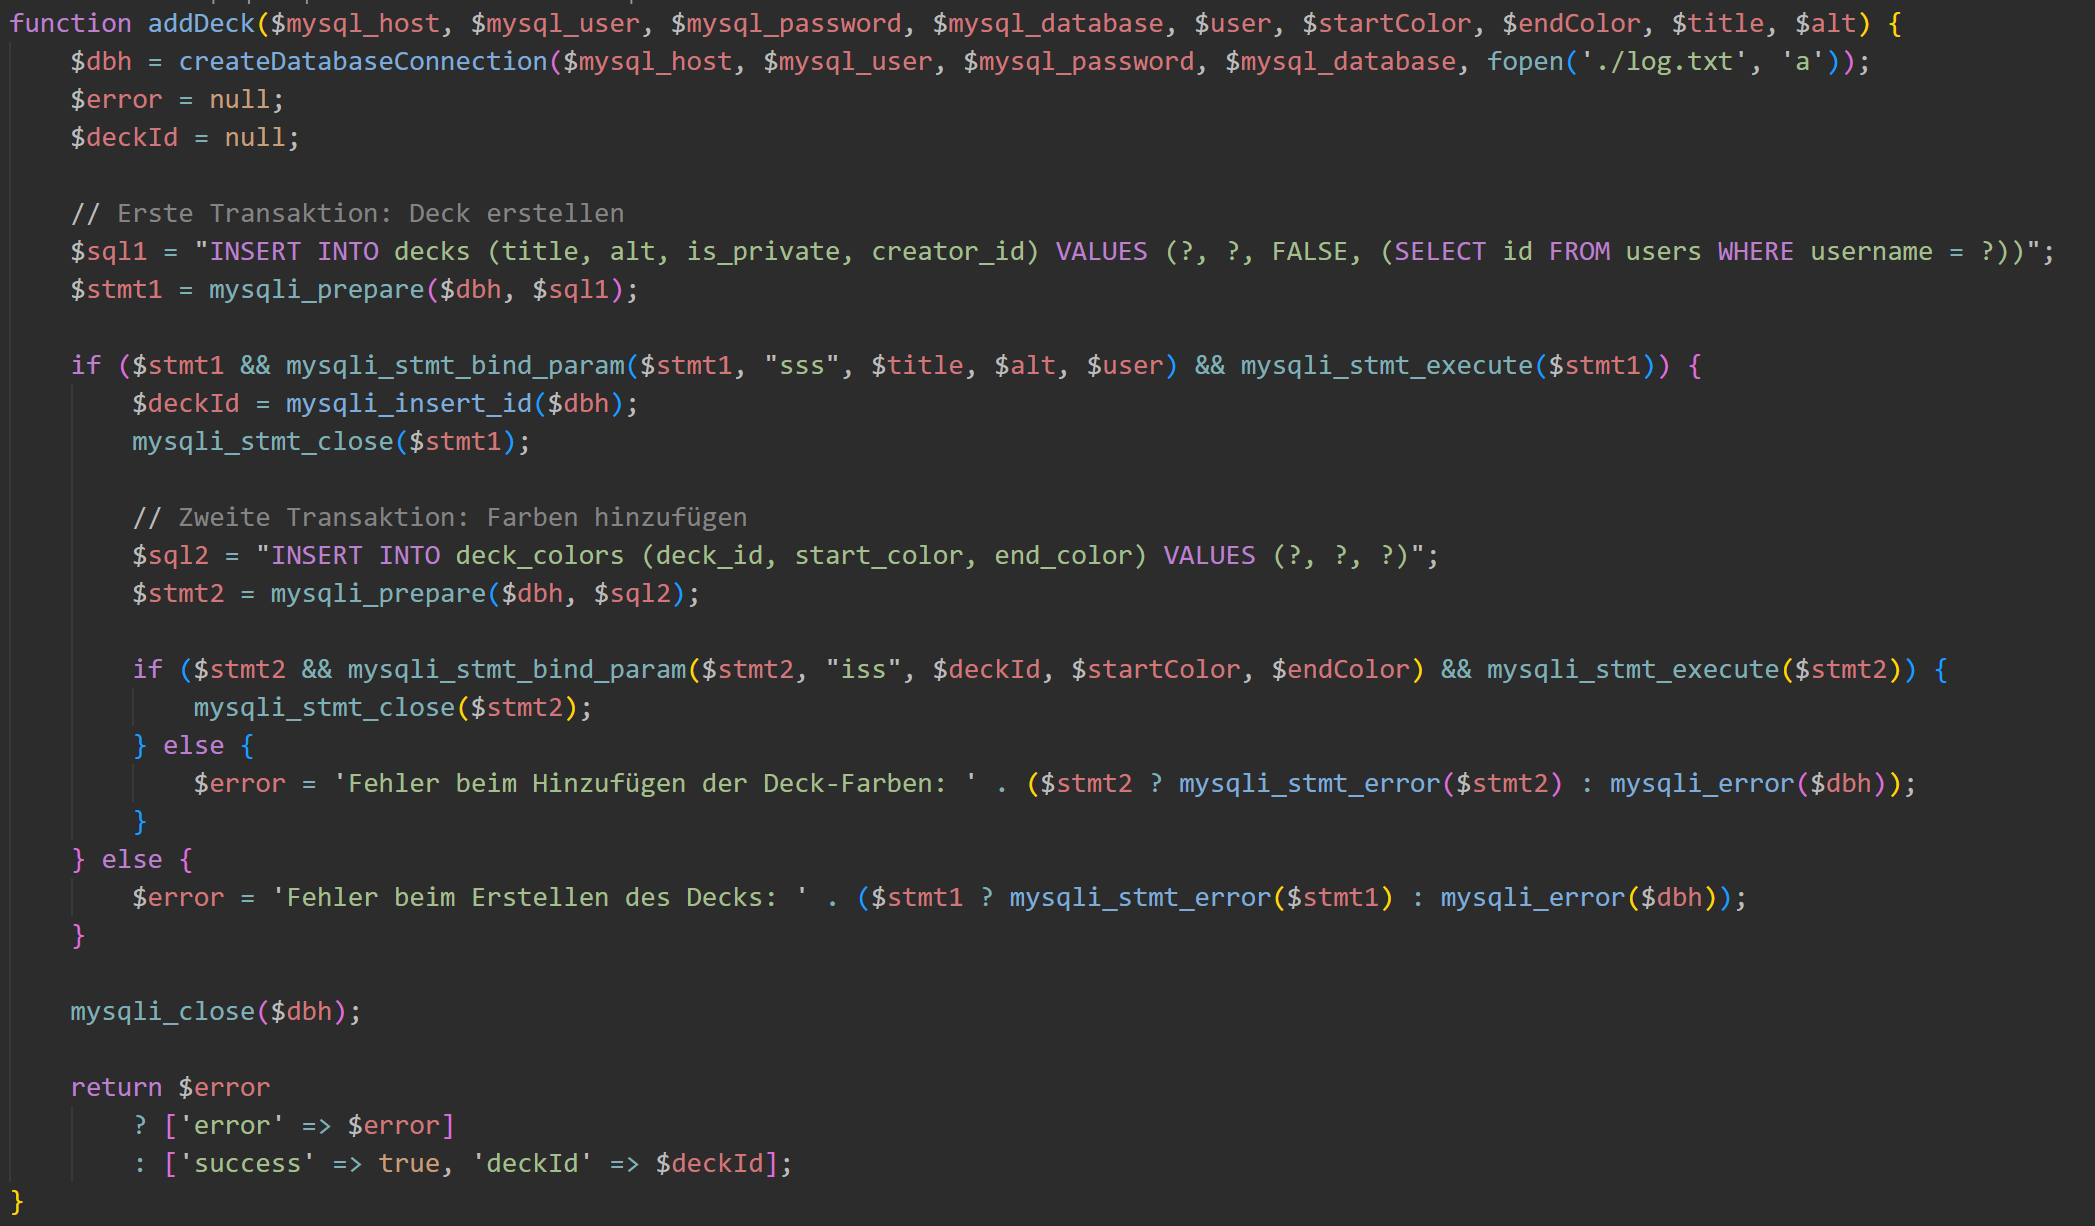 function addDeck($mysql_host, $mysql_user, $mysql_password, $mysql_database, $user, $startColor, $endColor, $title, $alt) {
    $dbh = createDatabaseConnection($mysql_host, $mysql_user, $mysql_password, $mysql_database, fopen('./log.txt', 'a'));
    $error = null;
    $deckId = null;

    // Erste Transaktion: Deck erstellen
    $sql1 = "INSERT INTO decks (title, alt, is_private, creator_id) VALUES (?, ?, FALSE, (SELECT id FROM users WHERE username = ?))";
    $stmt1 = mysqli_prepare($dbh, $sql1);

    if ($stmt1 && mysqli_stmt_bind_param($stmt1, "sss", $title, $alt, $user) && mysqli_stmt_execute($stmt1)) {
        $deckId = mysqli_insert_id($dbh);
        mysqli_stmt_close($stmt1);

        // Zweite Transaktion: Farben hinzufügen
        $sql2 = "INSERT INTO deck_colors (deck_id, start_color, end_color) VALUES (?, ?, ?)";
        $stmt2 = mysqli_prepare($dbh, $sql2);

        if ($stmt2 && mysqli_stmt_bind_param($stmt2, "iss", $deckId, $startColor, $endColor) && mysqli_stmt_execute($stmt2)) {
            mysqli_stmt_close($stmt2);
        } else {
            $error = 'Fehler beim Hinzufügen der Deck-Farben: ' . ($stmt2 ? mysqli_stmt_error($stmt2) : mysqli_error($dbh));
        }
    } else {
        $error = 'Fehler beim Erstellen des Decks: ' . ($stmt1 ? mysqli_stmt_error($stmt1) : mysqli_error($dbh));
    }

    mysqli_close($dbh);

    return $error
        ? ['error' => $error]
        : ['success' => true, 'deckId' => $deckId];
}